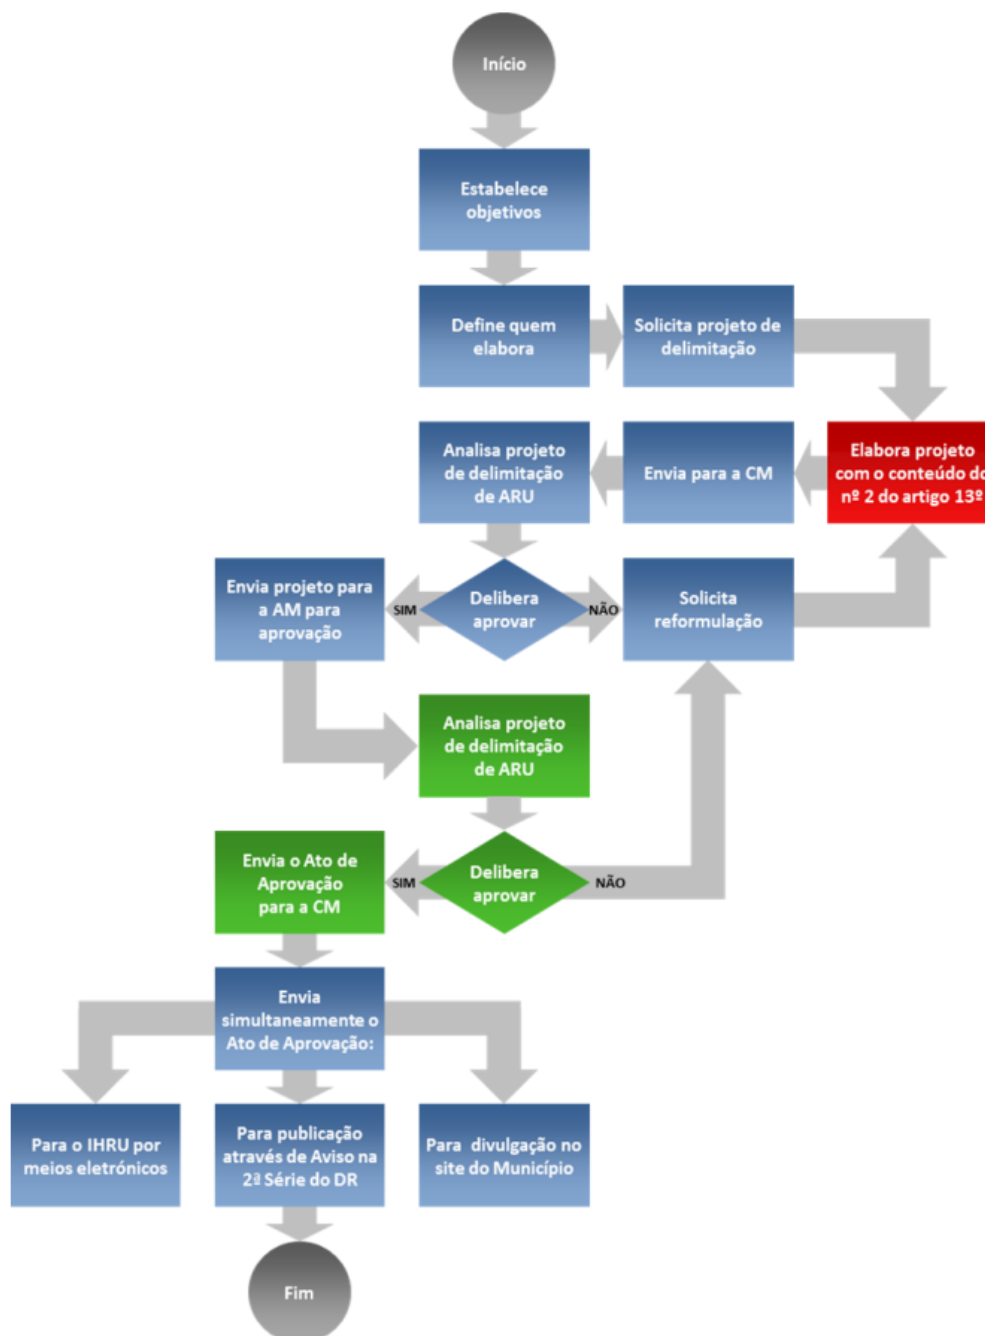 Início
Estabelece
objetivos
Define quem
elabora
Solicita projeto de
delimitação
Analisa projeto
de delimitação
de ARU
Envia para a CM
Elabora projeto
com o conteúdo do
nº 2 do artigo 13º
Envia projeto para
a AM para
aprovação
SIM
Delibera
aprovar
NÃO
Solicita
reformulação
Analisa projeto
de delimitação
de ARU
Envia o Ato de
Aprovação
para a CM
SIM
Delibera
aprovar
NÃO
Envia
simultaneamente o
Ato de Aprovação:
Para o IHRU por
meios eletrónicos
Para publicação
através de Aviso na
2ª Série do DR
Para divulgação no
site do Município
Fim